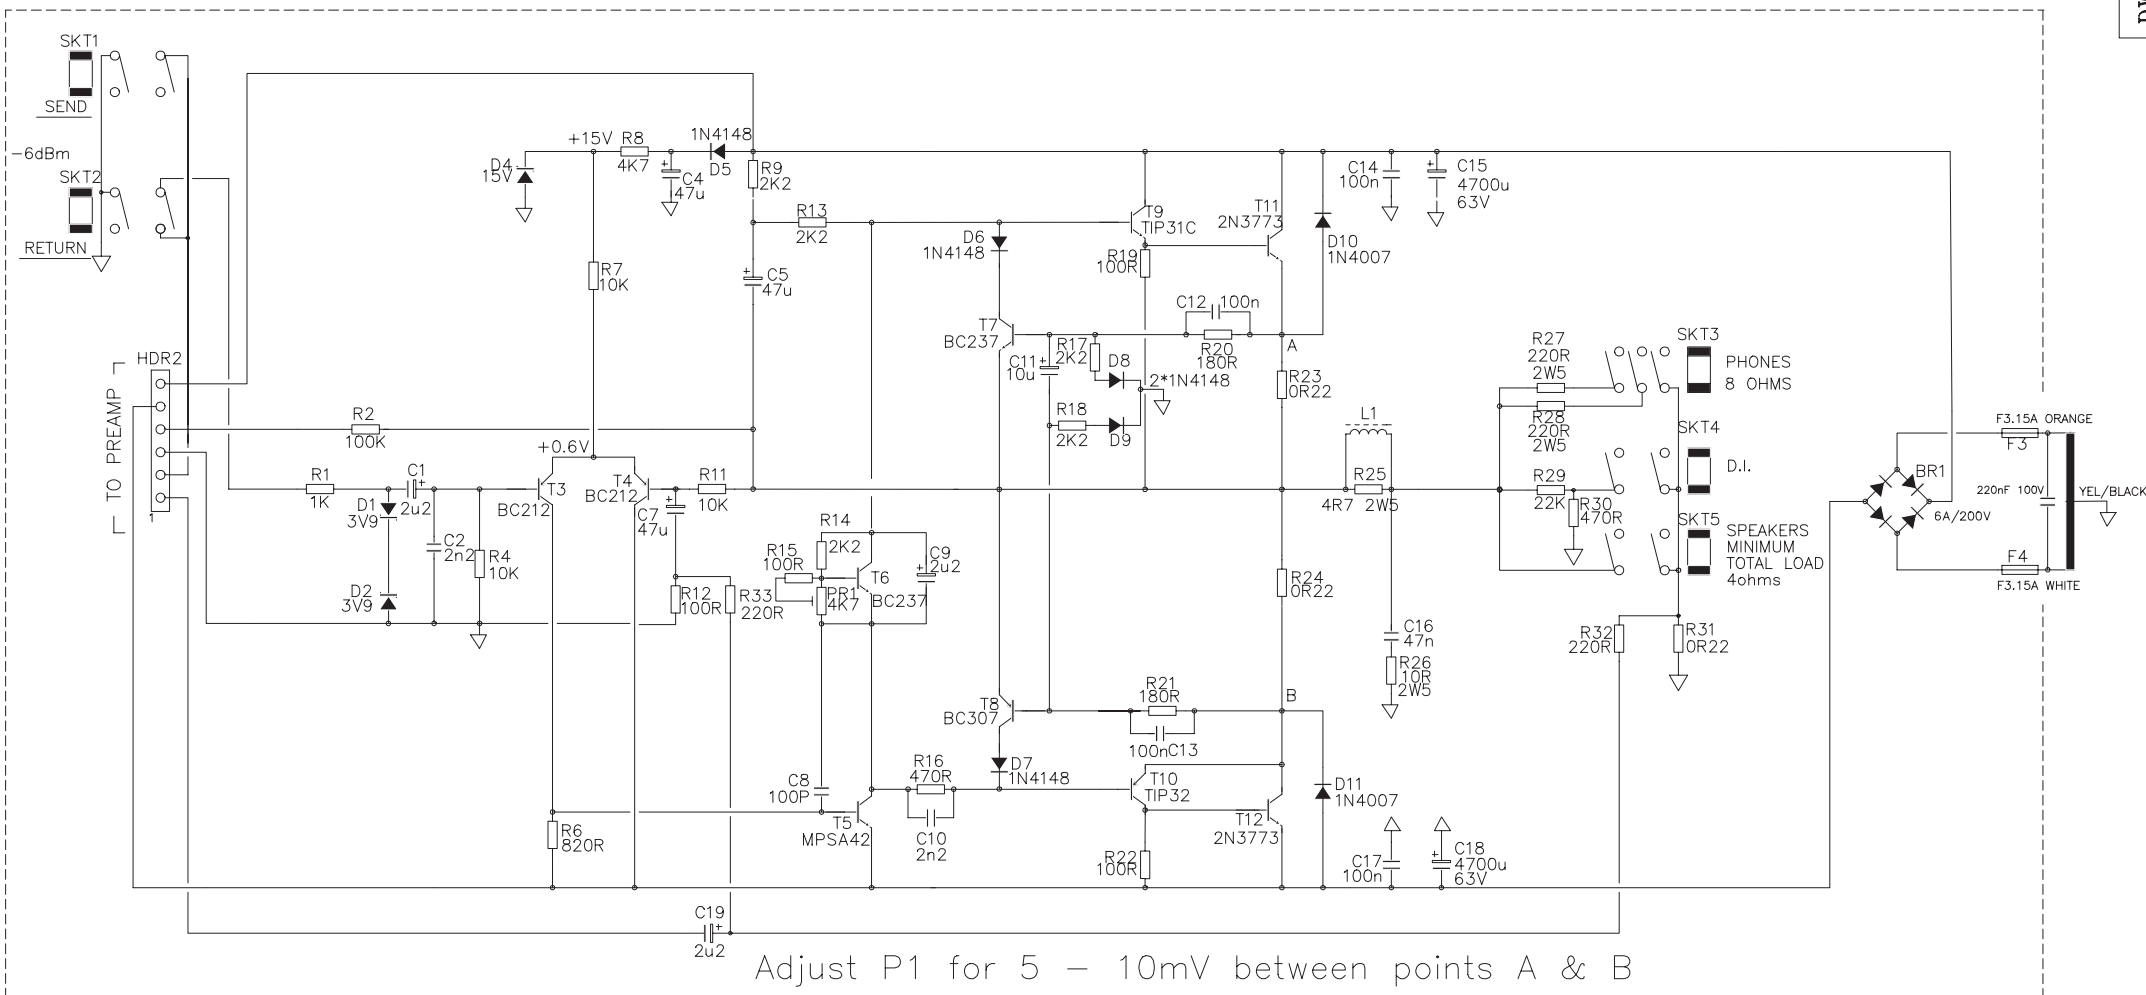 SKT1
SEND
-6dBm
SKT2
RETURN
HDR2
TO PREAMP
1
R2
100K
R1
1K
C1
+
2u2
D1
3V9
D2
3V9
C2
2n2
R4
10K
+0.6V
T3
BC212
T4
BC212
R6
820R
+15V
D4
15V
R8
4K7
1N4148
D5
+
C4
47u
R7
10K
R9
2K2
R13
2K2
+
C5
47u
R11
10K
+
C7
47u
R12
100R
R33
220R
R14
2K2
R15
100R
PR1
4K7
T6
BC237
C9
+
2u2
C8
100P
T5
MPSA42
R16
470R
C10
2n2
C19
+
2u2
D6
1N4148
T7
BC237
C11
+
10u
R17
2K2
D8
2*1N4148
R18
2K2
D9
C12
100n
R20
180R
T9
TIP31C
R19
100R
T11
2N3773
D10
1N4007
A
R23
0R22
R24
0R22
B
R21
180R
100n
C13
T8
BC307
D7
1N4148
T10
TIP32
R22
100R
T12
2N3773
D11
1N4007
C14
100n
+
C15
4700u
63V
L1
R25
4R7
2W5
C16
47n
R26
10R
2W5
C17
100n
+
C18
4700u
63V
R27
220R
2W5
R28
220R
2W5
R29
22K
R30
470R
R32
220R
R31
0R22
SKT3
PHONES
8 OHMS
SKT4
D.I.
SKT5
SPEAKERS
MINIMUM
TOTAL LOAD
4ohms
BR1
6A/200V
F3.15A ORANGE
F3
220nF 100V
YEL/BLACK
F4
F3.15A WHITE
Adjust P1 for 5 - 10mV between points A & B